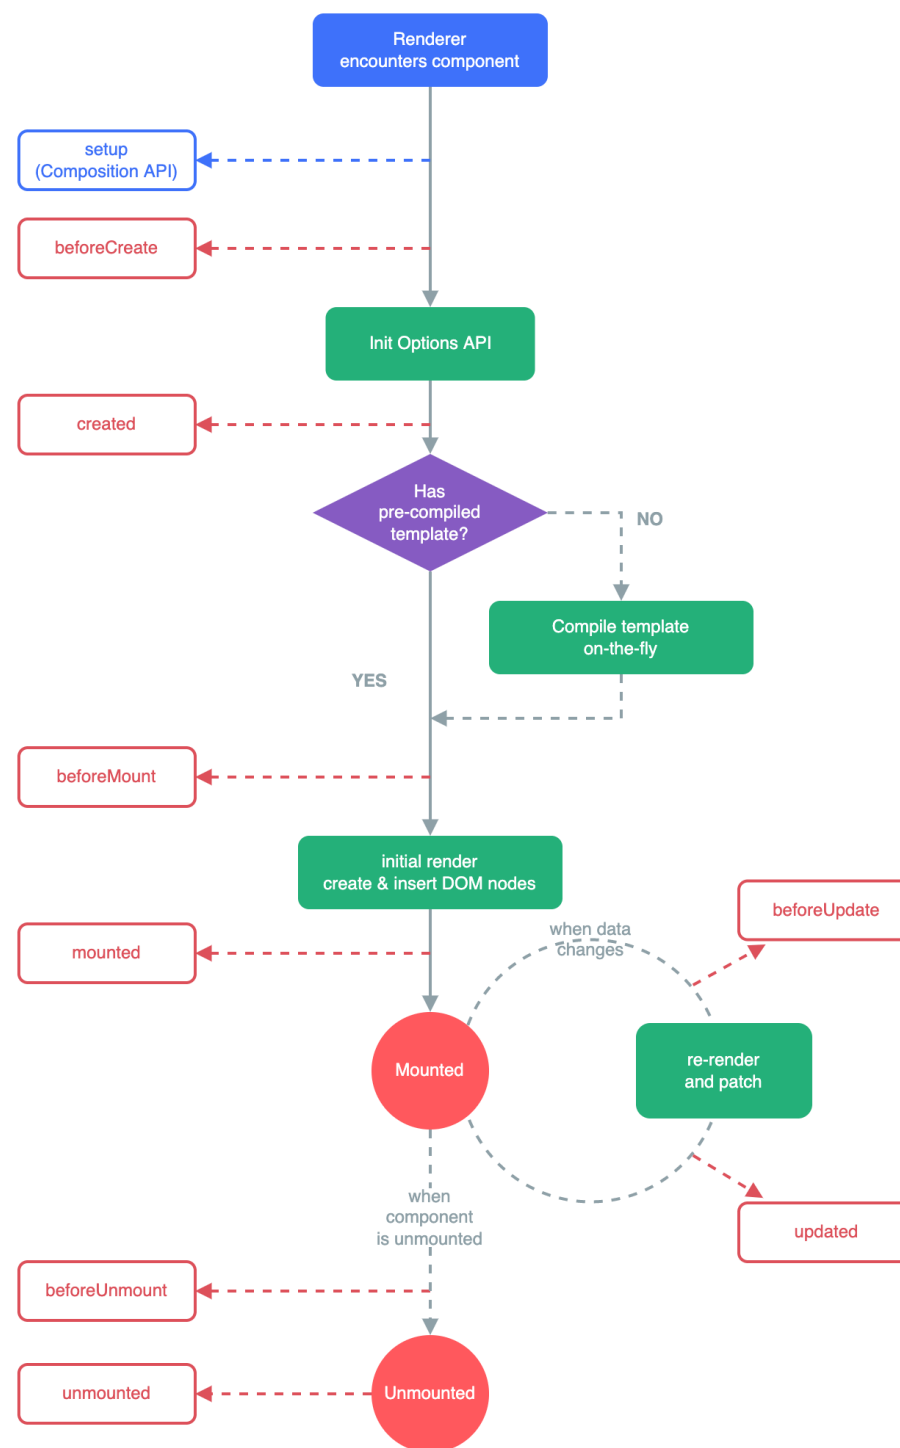 Renderer
encounters component
setup
(Composition API)
beforeCreate
Init Options API
created
Has
pre-compiled
template?
NO
Compile template
on-the-fly
YES
beforeMount
initial render
create & insert DOM nodes
beforeUpdate
when data
changes
mounted
re-render
and patch
Mounted
when
component
is unmounted
updated
beforeUnmount
unmounted
Unmounted